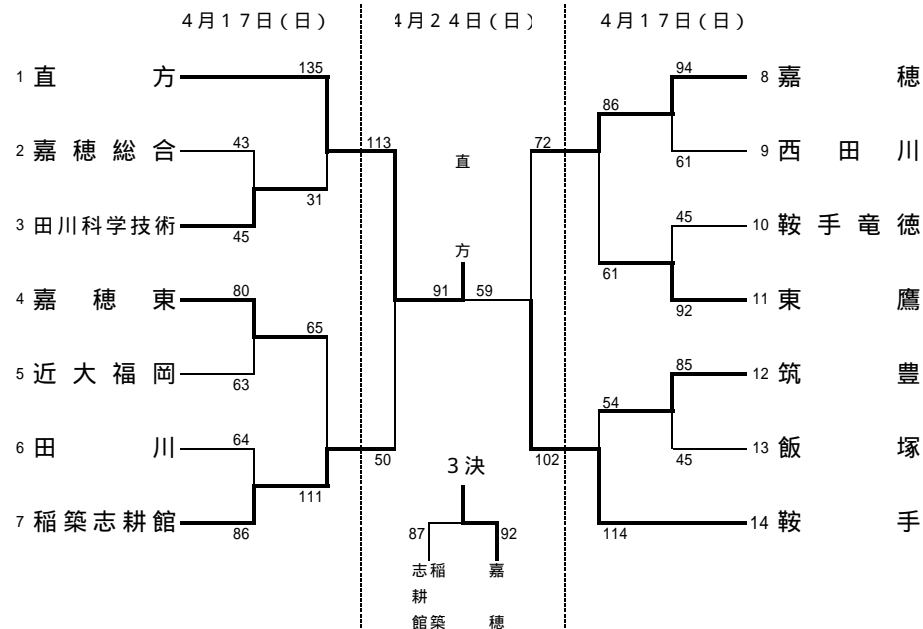 4月17日(日) 4月24日(日) 4月17日(日)
135 94
1 直方 8 嘉穂
86
43 113 72
2 嘉穂総合 直 9 西田川
61
31 45
3 田川科学技術 10 鞍手竜徳
45
方 61
80 91 59
4 嘉穂東 11 東鷹
65 92
85
5 近大福岡 12 筑豊
63 54
64
6 田川 50 3決 102 13 飯塚
45
111
7 稲築志耕館 14 鞍手
86 87 92 114
稲築志耕館 嘉穂